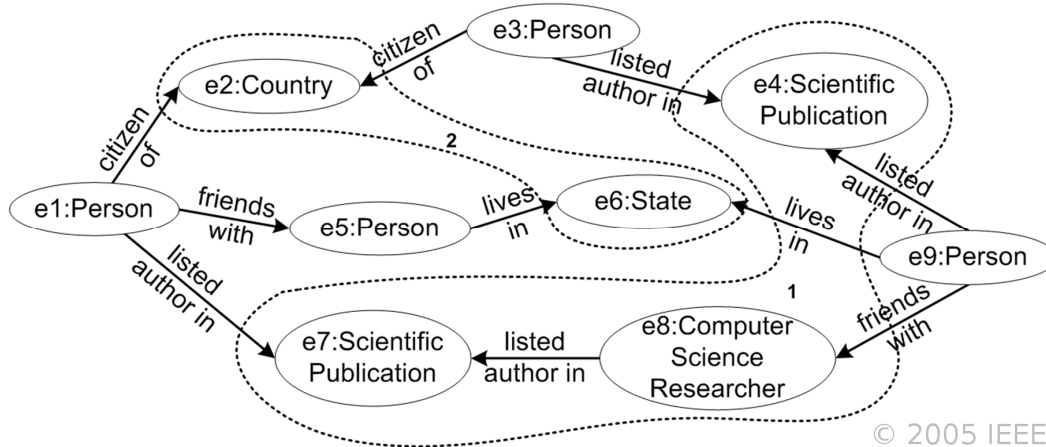 e3:Person
citizen
of
e2:Country
listed
author in
e4:Scientific
Publication
citizen
of
2
listed
author in
e1:Person
friends
with
e5:Person
lives
in
e6:State
lives
in
e9:Person
listed
author in
1
friends
with
e7:Scientific
Publication
listed
author in
e8:Computer
Science
Researcher
© 2005 IEEE